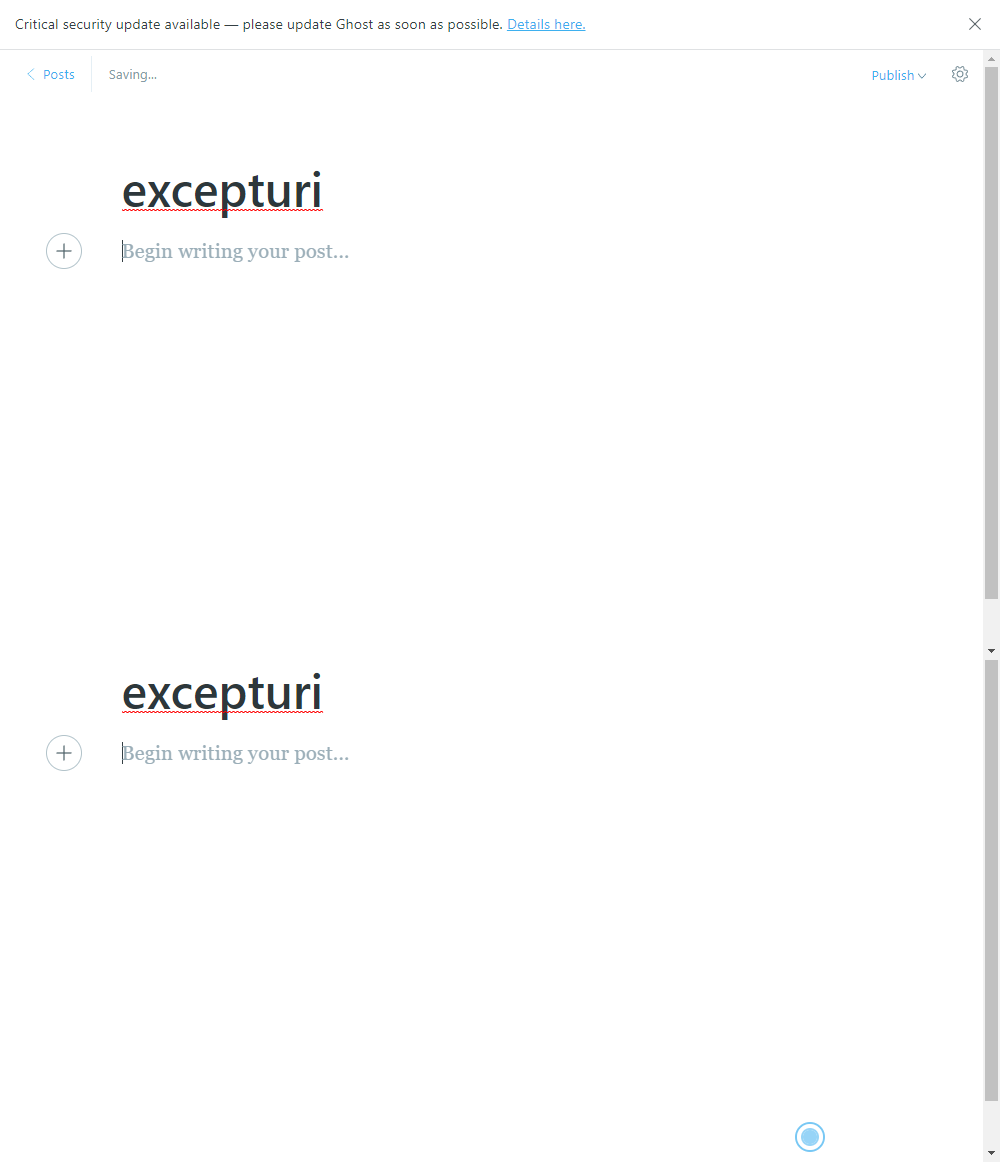 Critical security update available — please update Ghost as soon as possible. Details here.
Posts
Saving...
Publish
excepturi
Begin writing your post...
excepturi
Begin writing your post...